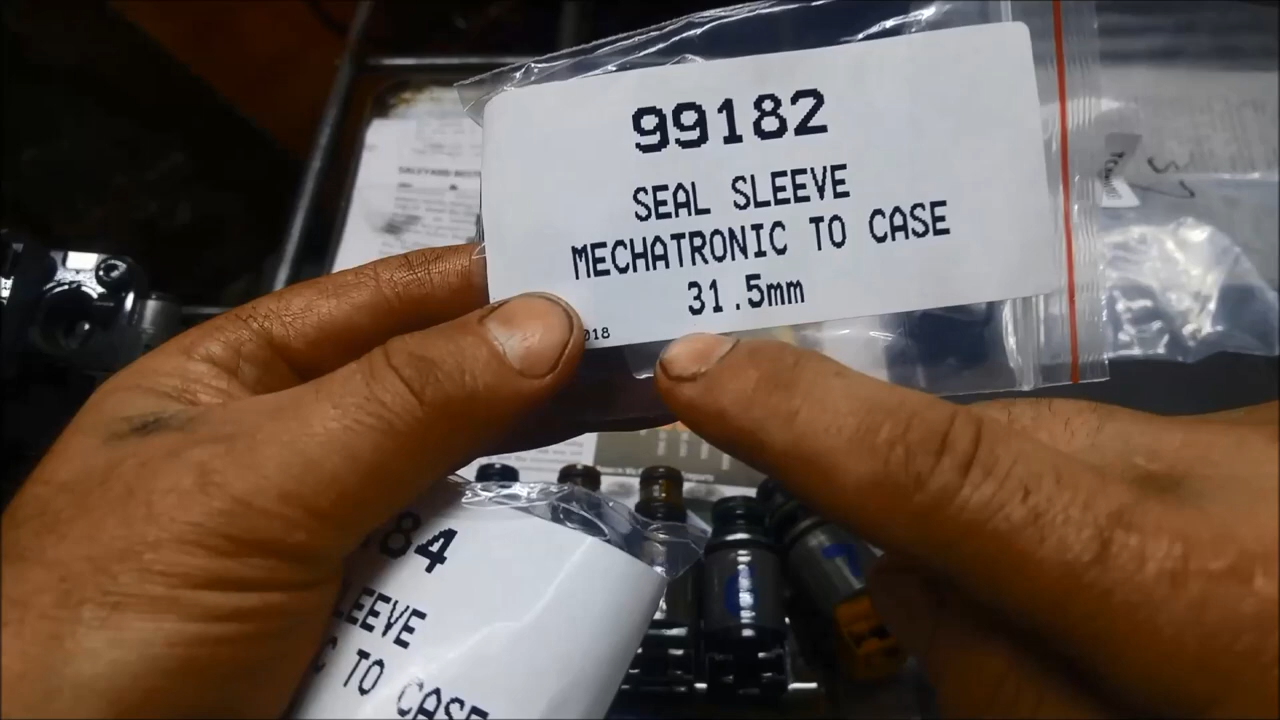 99182
SEAL SLEEVE
MECHATRONIC TO CASE
31.5mm
018
84
LEEVE
C TO CASE